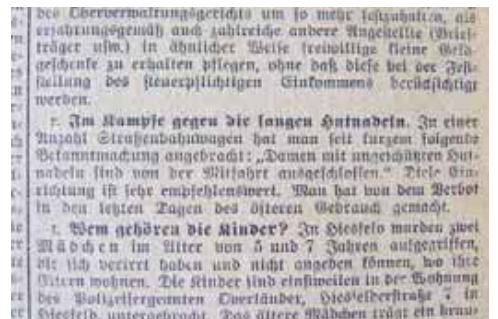 des Oberverwaltungsgerichts um so mehr festzuhalten, als
erfahrungsgemäß auch zahlreiche andere Angestellte (Brief-
träger usw.) in ähnlicher Weise freiwillige kleine Geld-
geschenke zu erhalten pflegen, ohne daß diese bei der Fest-
stellung des steuerpflichtigen Einkommens berücksichtigt
werden.
r. Im Kampfe gegen die langen Hutnadeln. In einer
Anzahl Straßenbahnwagen hat man seit kurzem folgende
Bekanntmachung angebracht: „Damen mit ungeschützten Hut-
nadeln sind von der Mitfahrt ausgeschlossen.“ Diese Ein-
richtung ist sehr empfehlenswert. Man hat von dem Verbot
in den letzten Tagen des öfteren Gebrauch gemacht.
r. Wem gehören die Kinder? In Hiesfeld wurden zwei
Mädchen im Alter von 5 und 7 Jahren aufgegriffen,
die sich verirrt haben und nicht angeben können, wo ihre
Eltern wohnen. Die Kinder sind einstweilen in der Wohnung
des Polizeisergeanten Overländer, Hiesfelderstraße 7 in
Hiesfeld, untergebracht. Das ältere Mädchen trägt ein brau-